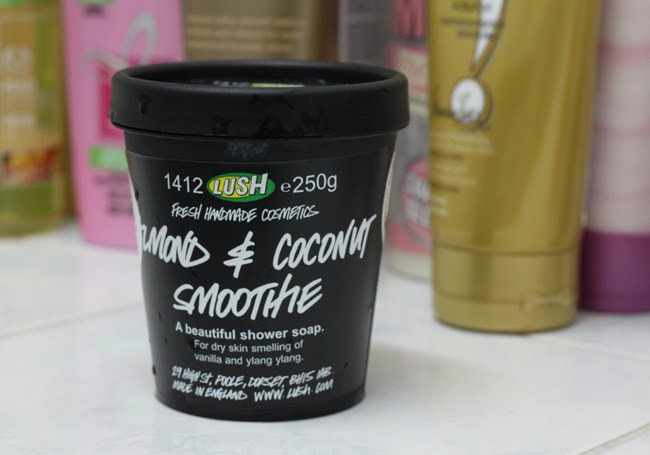 1412 LUSH e250g
FRESH HANDMADE COSMETICS
LMOND & COCONUT
SMOOTHIE
A beautiful shower soap.
For dry skin smelling of
vanilla and ylang ylang.
29 HIGH St, POOLE, DORSET, BH15 1AB.
MADE IN ENGLAND WWW.LUSH.COM